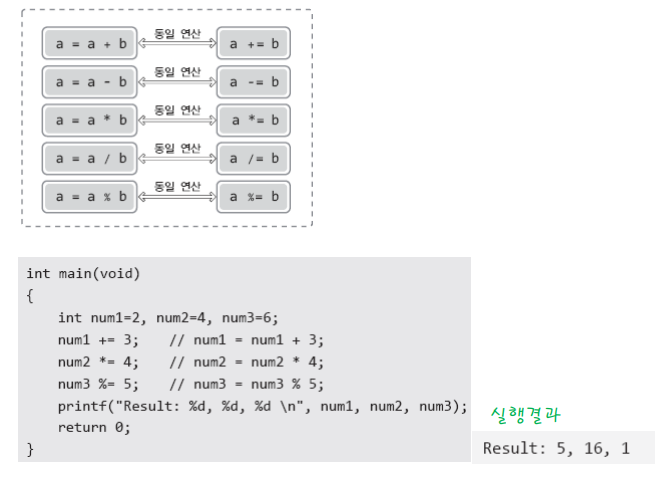 a = a + b 동일 연산 a += b
a = a - b 동일 연산 a -= b
a = a * b 동일 연산 a *= b
a = a / b 동일 연산 a /= b
a = a % b 동일 연산 a %= b
int main(void)
{
    int num1=2, num2=4, num3=6;
    num1 += 3;    // num1 = num1 + 3;
    num2 *= 4;    // num2 = num2 * 4;
    num3 %= 5;    // num3 = num3 % 5;
    printf("Result: %d, %d, %d \n", num1, num2, num3);
    return 0;
}
실행결과
Result: 5, 16, 1